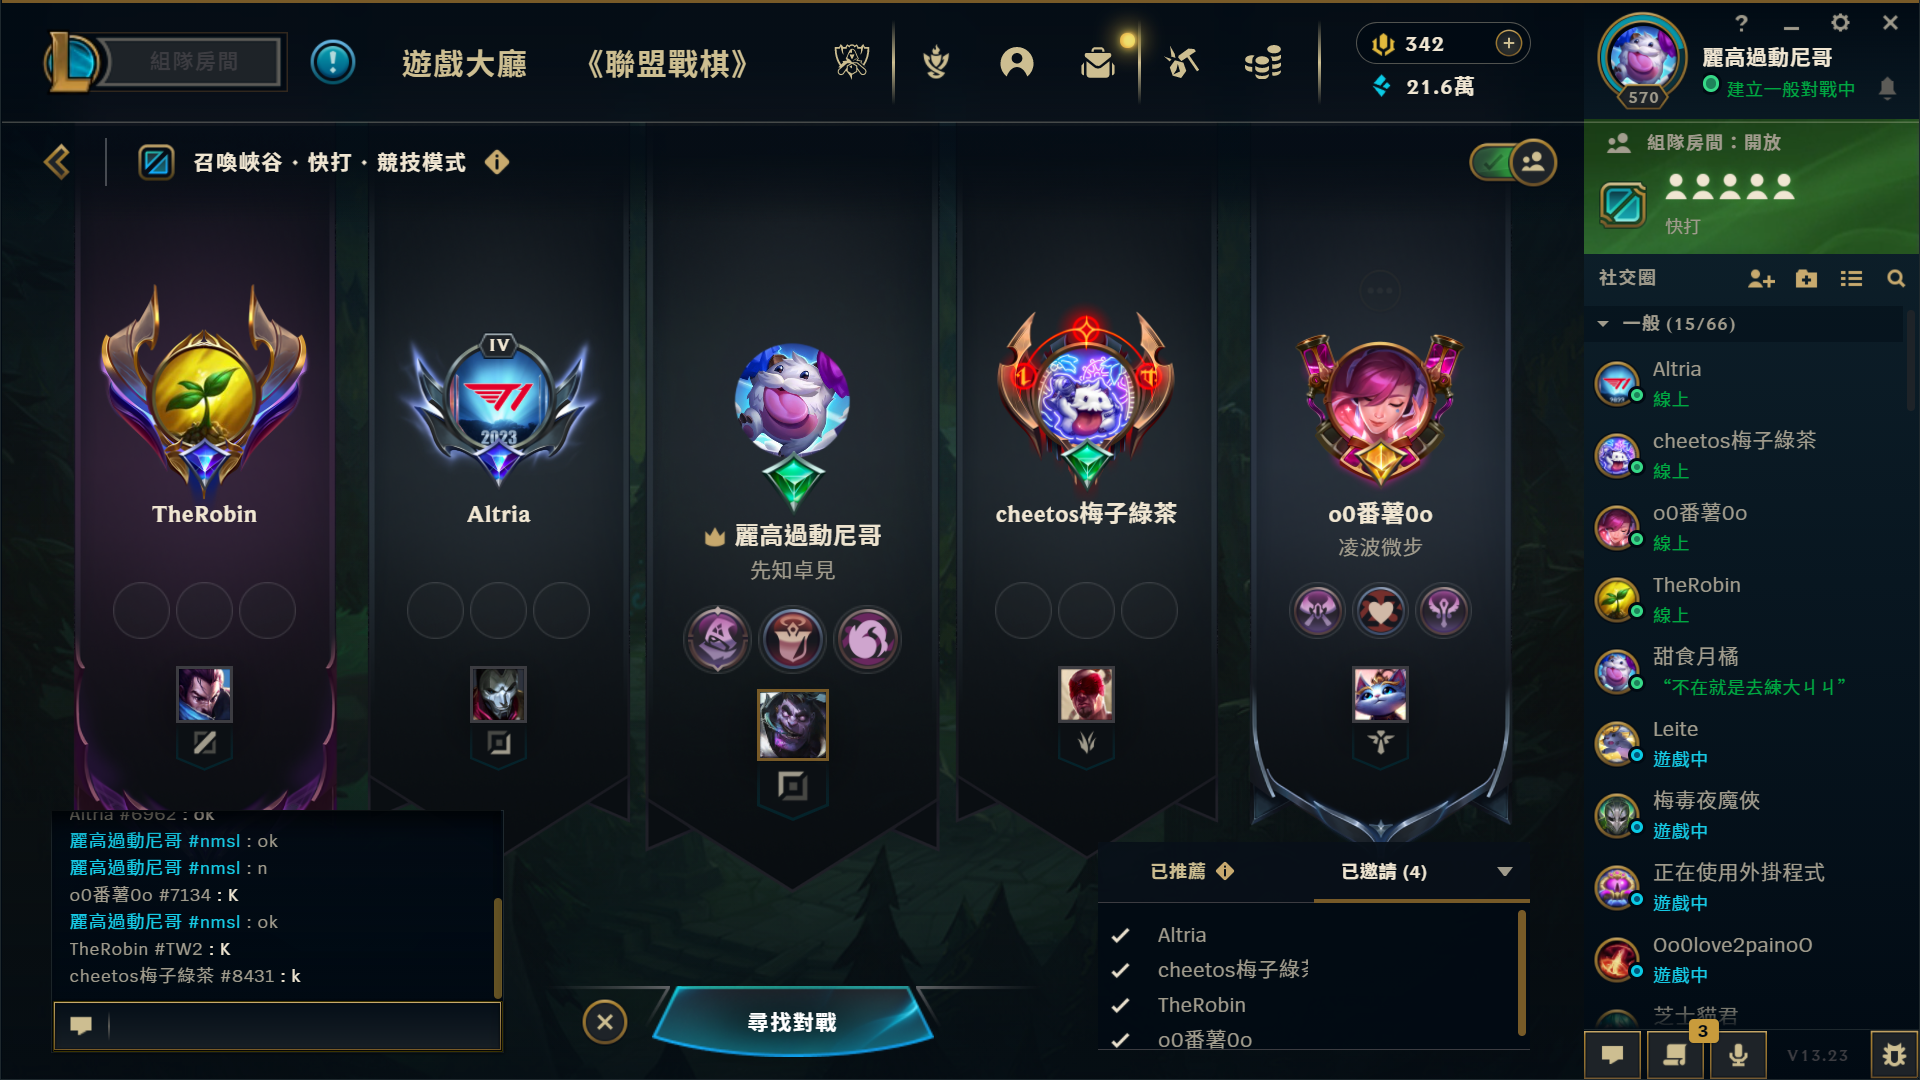 組隊房間
遊戲大廳
《聯盟戰棋》
342
21.6萬
570
麗高過動尼哥
建立一般對戰中
召喚峽谷・快打・競技模式
組隊房間：開放
快打
社交圈
一般 (15/66)
Altria
線上
cheetos梅子綠茶
線上
oO番薯Oo
線上
TheRobin
線上
甜食月橘
“不在就是去練大ㄐㄐ”
Leite
遊戲中
梅毒夜魔俠
遊戲中
正在使用外掛程式
遊戲中
OoOlove2painoO
遊戲中
芝士貓君
TheRobin
IV
T1
2023
Altria
麗高過動尼哥
先知卓見
cheetos梅子綠茶
oO番薯Oo
凌波微步
Altria #6962 : ok
麗高過動尼哥 #nmsl : ok
麗高過動尼哥 #nmsl : n
oO番薯Oo #7134 : K
麗高過動尼哥 #nmsl : ok
TheRobin #TW2 : K
cheetos梅子綠茶 #8431 : k
尋找對戰
已推薦
已邀請 (4)
Altria
cheetos梅子綠茶
TheRobin
oO番薯Oo
3
V13.23